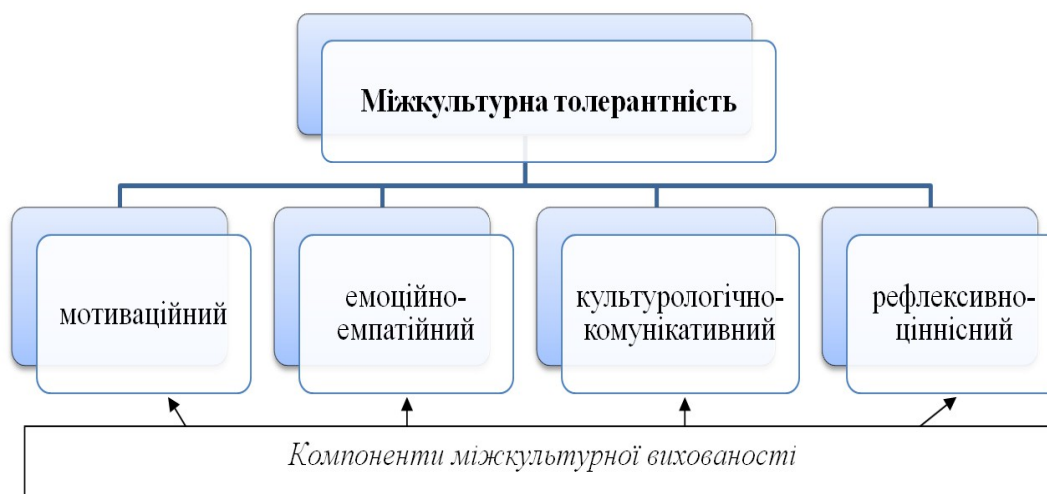 Міжкультурна толерантність
мотиваційний
емоційно-
емпатійний
культурологічно-
комунікативний
рефлексивно-
ціннісний
Компоненти міжкультурної вихованості